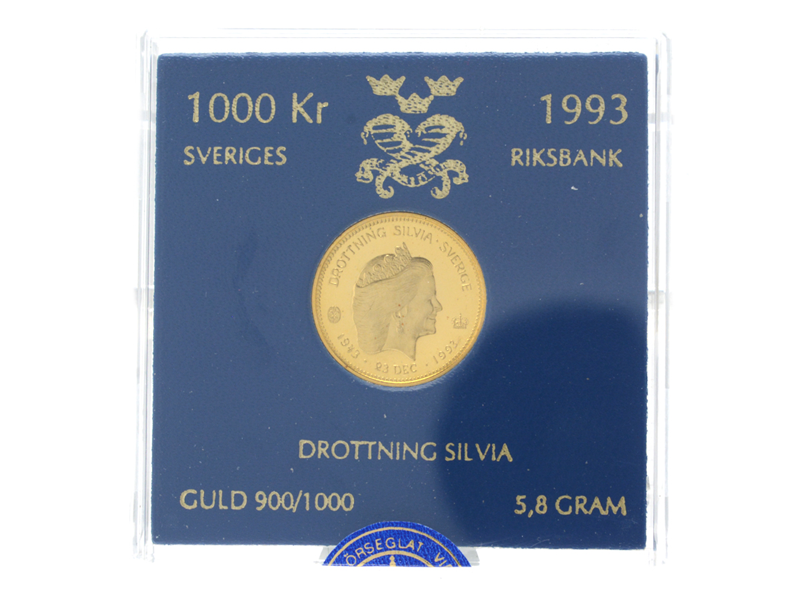 1000 Kr
1993
SVERIGES
RIKSBANK
DROTTNING SILVIA · SVERIGE
1943 · 23 DEC · 1993
DROTTNING SILVIA
GULD 900/1000
5,8 GRAM
FÖRSEGLAT